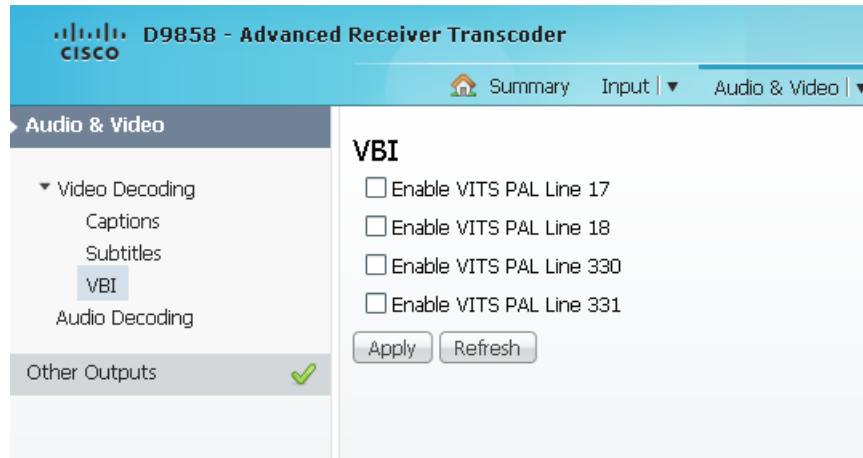 CISCO D9858 - Advanced Receiver Transcoder
Summary Input Audio & Video
Audio & Video
Video Decoding
Captions
Subtitles
VBI
Audio Decoding
Other Outputs
VBI
Enable VITS PAL Line 17
Enable VITS PAL Line 18
Enable VITS PAL Line 330
Enable VITS PAL Line 331
Apply Refresh